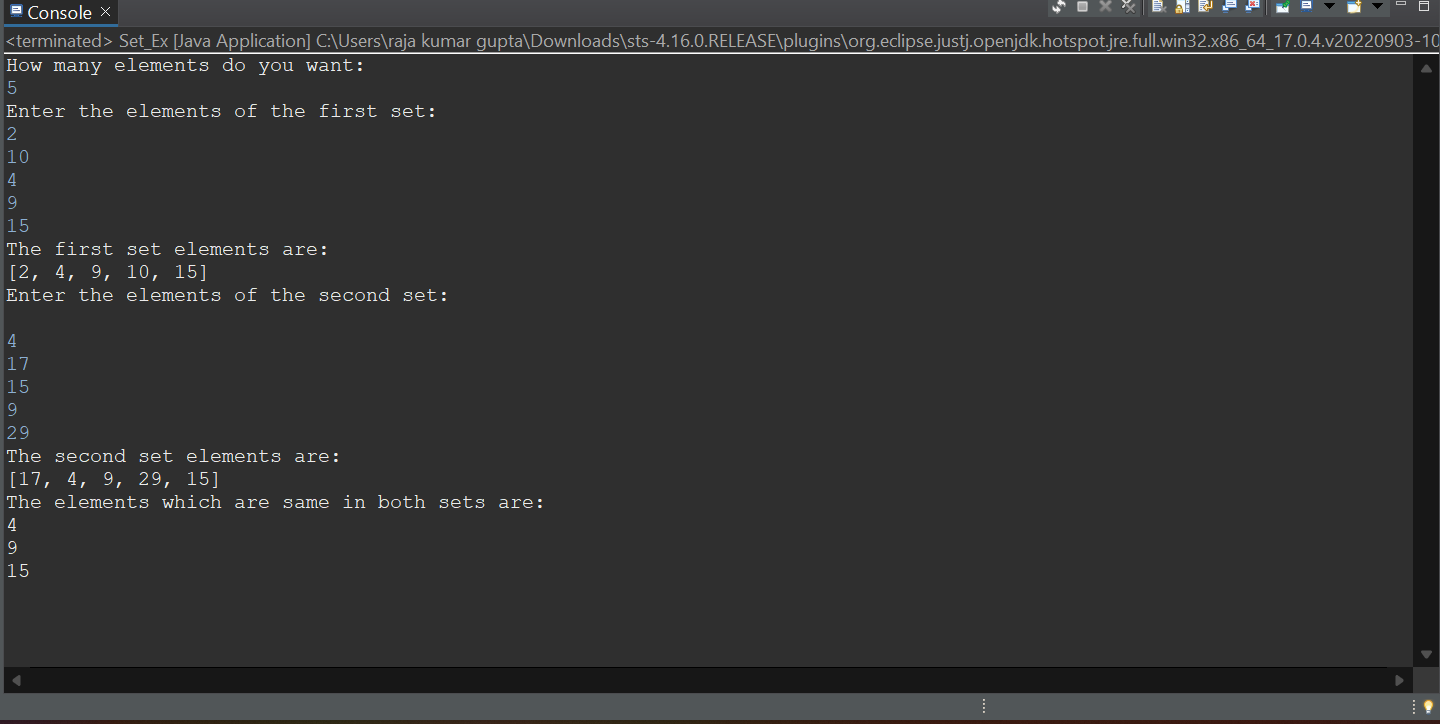 Console
<terminated> Set_Ex [Java Application] C:\Users\raja kumar gupta\Downloads\sts-4.16.0.RELEASE\plugins\org.eclipse.justj.openjdk.hotspot.jre.full.win32.x86_64_17.0.4.v20220903-10
How many elements do you want:
5
Enter the elements of the first set:
2
10
4
9
15
The first set elements are:
[2, 4, 9, 10, 15]
Enter the elements of the second set:
4
17
15
9
29
The second set elements are:
[17, 4, 9, 29, 15]
The elements which are same in both sets are:
4
9
15